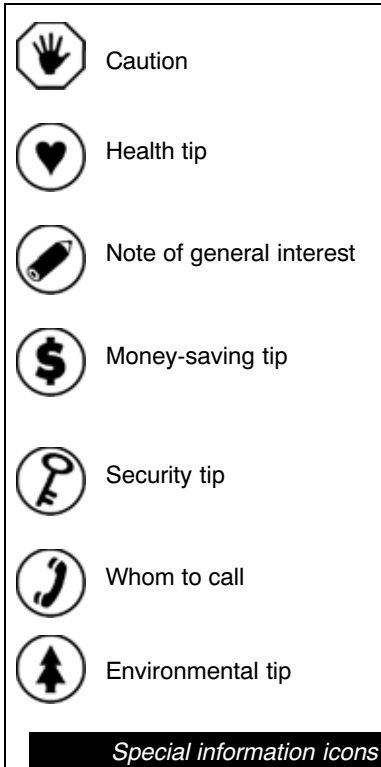 Caution
Health tip
Note of general interest
$
Money-saving tip
Security tip
Whom to call
Environmental tip
Special information icons